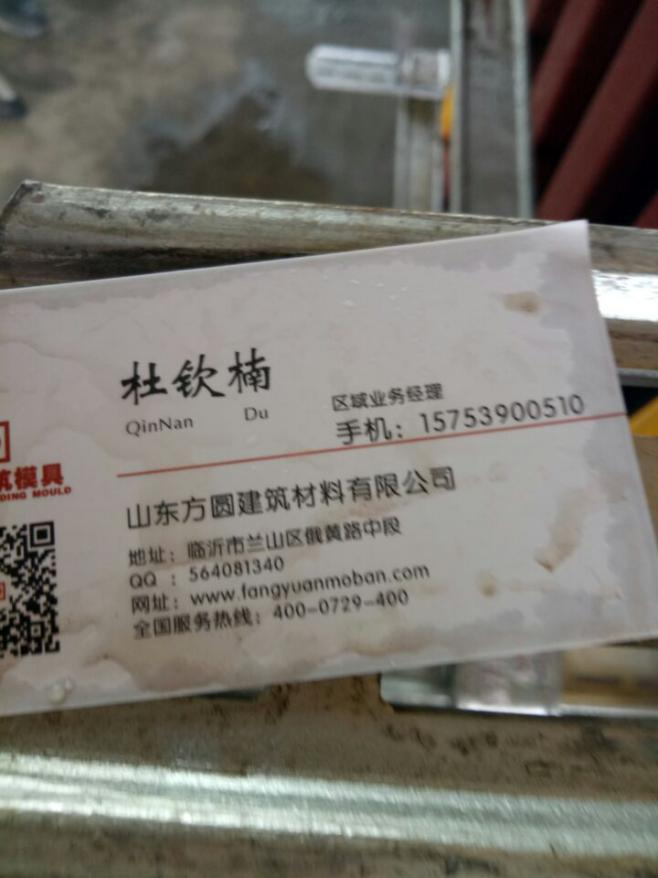 杜钦楠
QinNan Du
区域业务经理
手机：15753900510
筑模具
DING MOULD
山东方圆建筑材料有限公司
地址：临沂市兰山区俄黄路中段
QQ ：564081340
网址：www.fangyuanmoban.com
全国服务热线：400-0729-400